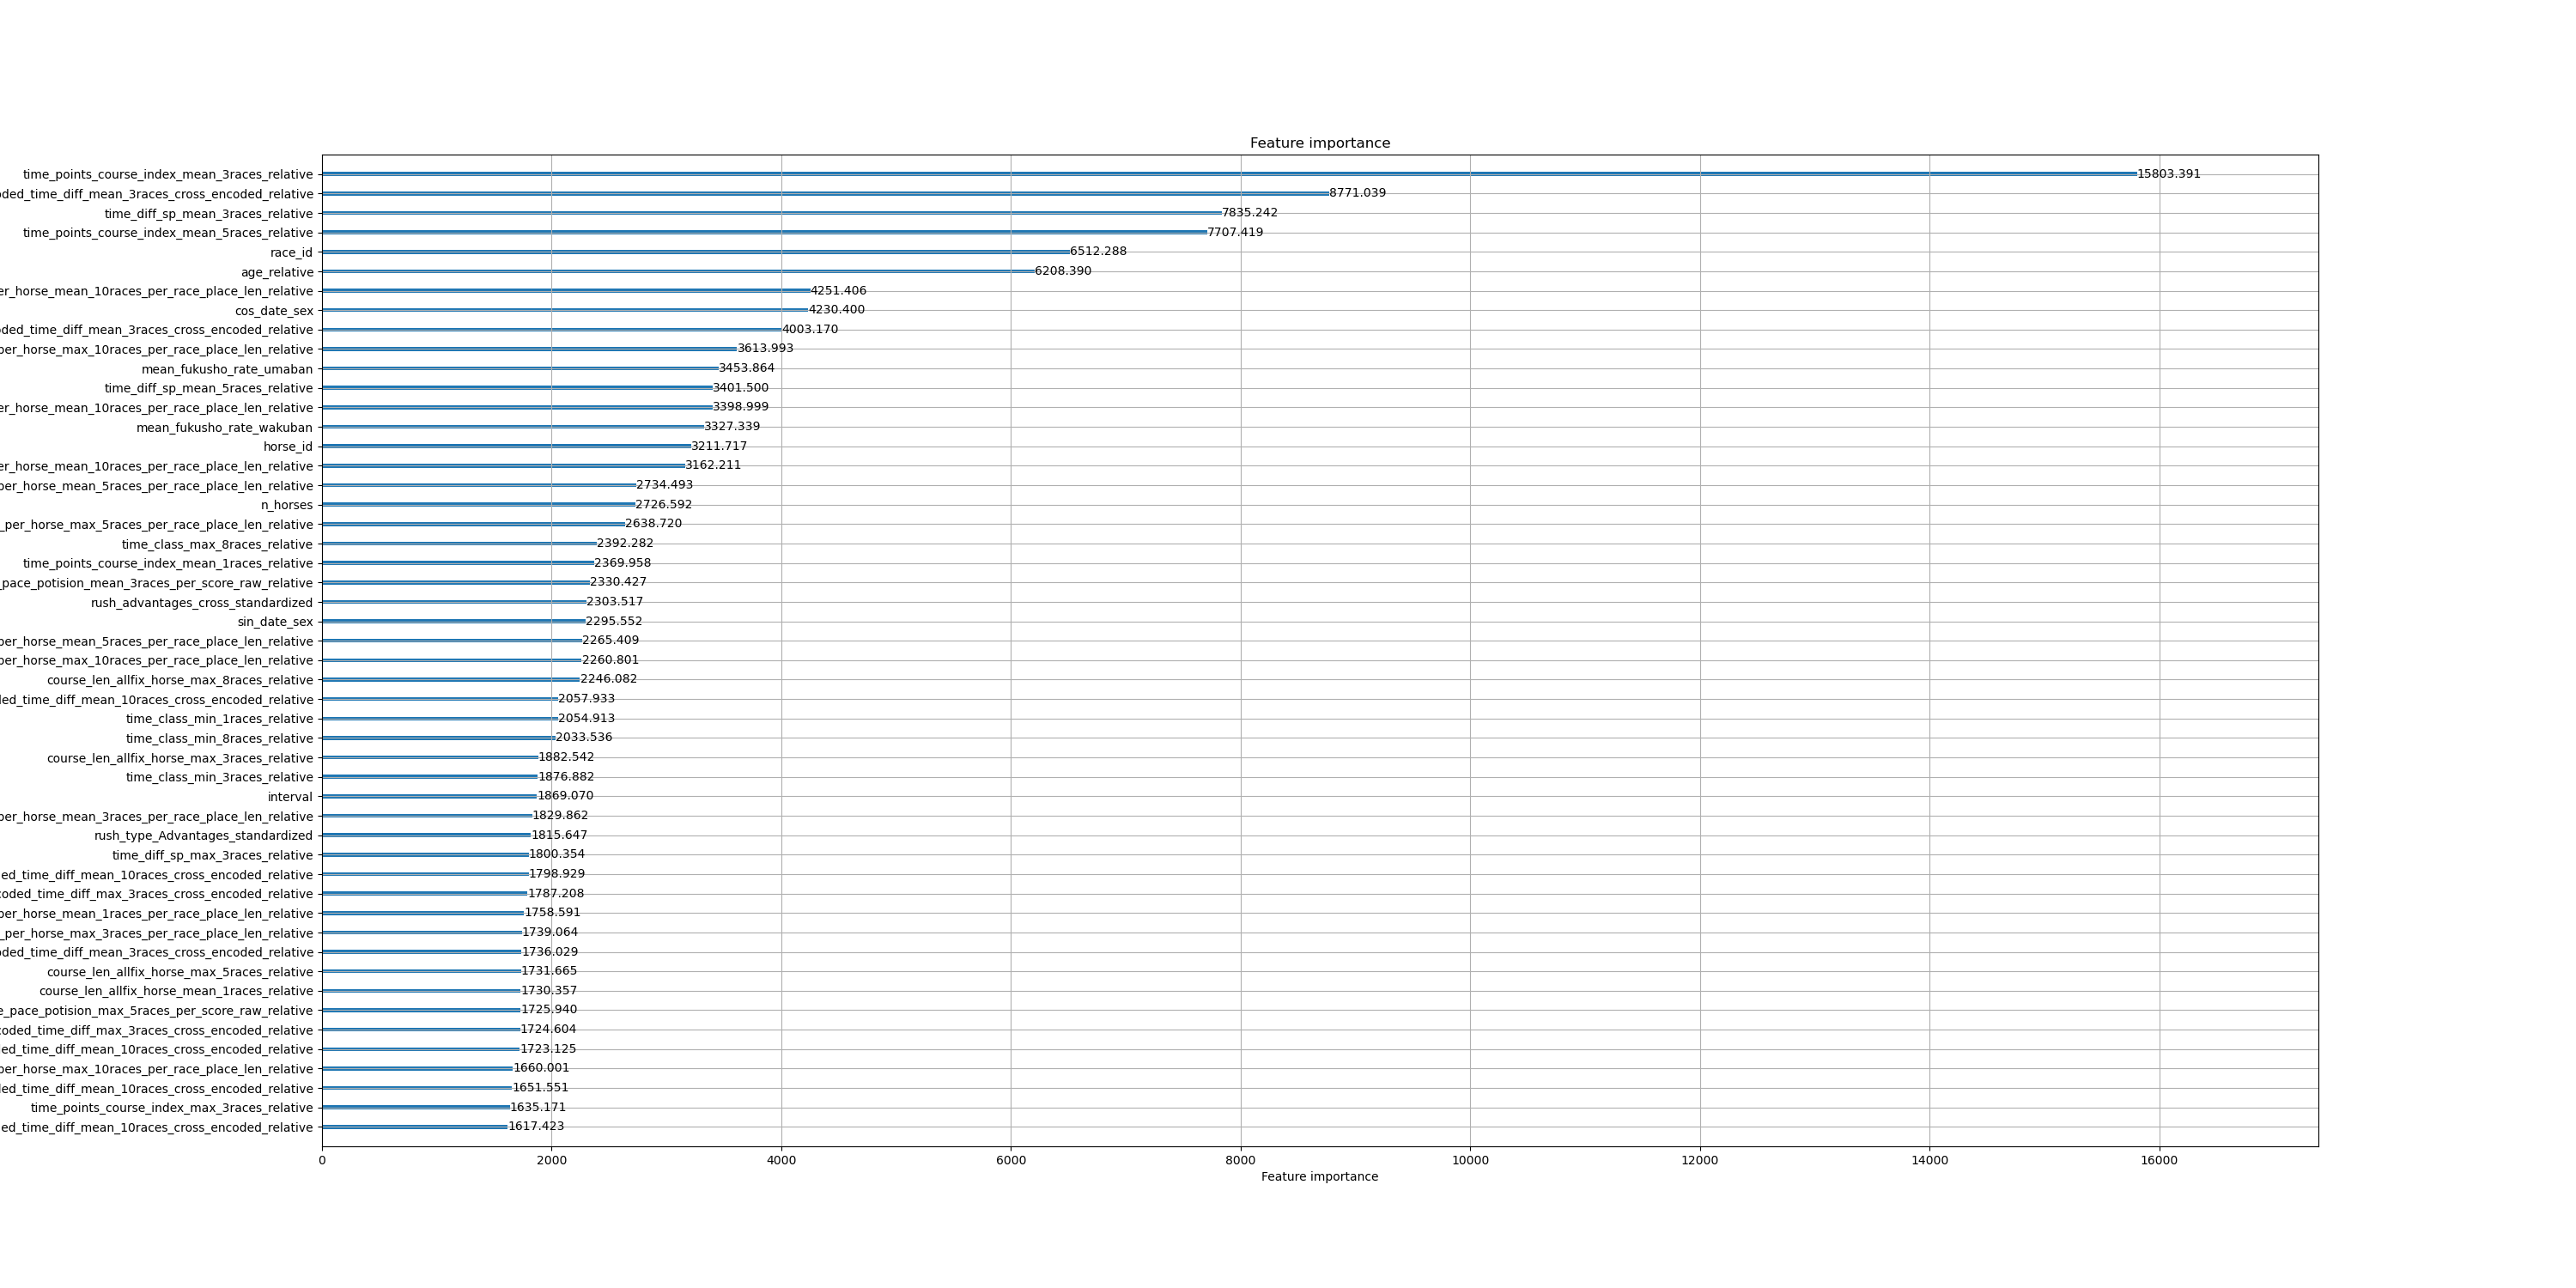 Feature importance
time_points_course_index_mean_3races_relative 15803.391
ded_time_diff_mean_3races_cross_encoded_relative 8771.039
time_diff_sp_mean_3races_relative 7835.242
time_points_course_index_mean_5races_relative 7707.419
race_id 6512.288
age_relative 6208.390
er_horse_mean_10races_per_race_place_len_relative 4251.406
cos_date_sex 4230.400
ded_time_diff_mean_3races_cross_encoded_relative 4003.170
per_horse_max_10races_per_race_place_len_relative 3613.993
mean_fukusho_rate_umaban 3453.864
time_diff_sp_mean_5races_relative 3401.500
er_horse_mean_10races_per_race_place_len_relative 3398.999
mean_fukusho_rate_wakuban 3327.339
horse_id 3211.717
er_horse_mean_10races_per_race_place_len_relative 3162.211
per_horse_mean_5races_per_race_place_len_relative 2734.493
n_horses 2726.592
_per_horse_max_5races_per_race_place_len_relative 2638.720
time_class_max_8races_relative 2392.282
time_points_course_index_mean_1races_relative 2369.958
_pace_potision_mean_3races_per_score_raw_relative 2330.427
rush_advantages_cross_standardized 2303.517
sin_date_sex 2295.552
per_horse_mean_5races_per_race_place_len_relative 2265.409
per_horse_max_10races_per_race_place_len_relative 2260.801
course_len_allfix_horse_max_8races_relative 2246.082
ed_time_diff_mean_10races_cross_encoded_relative 2057.933
time_class_min_1races_relative 2054.913
time_class_min_8races_relative 2033.536
course_len_allfix_horse_max_3races_relative 1882.542
time_class_min_3races_relative 1876.882
interval 1869.070
per_horse_mean_3races_per_race_place_len_relative 1829.862
rush_type_Advantages_standardized 1815.647
time_diff_sp_max_3races_relative 1800.354
ed_time_diff_mean_10races_cross_encoded_relative 1798.929
coded_time_diff_max_3races_cross_encoded_relative 1787.208
per_horse_mean_1races_per_race_place_len_relative 1758.591
_per_horse_max_3races_per_race_place_len_relative 1739.064
ded_time_diff_mean_3races_cross_encoded_relative 1736.029
course_len_allfix_horse_max_5races_relative 1731.665
course_len_allfix_horse_mean_1races_relative 1730.357
e_pace_potision_max_5races_per_score_raw_relative 1725.940
coded_time_diff_max_3races_cross_encoded_relative 1724.604
ed_time_diff_mean_10races_cross_encoded_relative 1723.125
per_horse_max_10races_per_race_place_len_relative 1660.001
ed_time_diff_mean_10races_cross_encoded_relative 1651.551
time_points_course_index_max_3races_relative 1635.171
ed_time_diff_mean_10races_cross_encoded_relative 1617.423
0 2000 4000 6000 8000 10000 12000 14000 16000
Feature importance